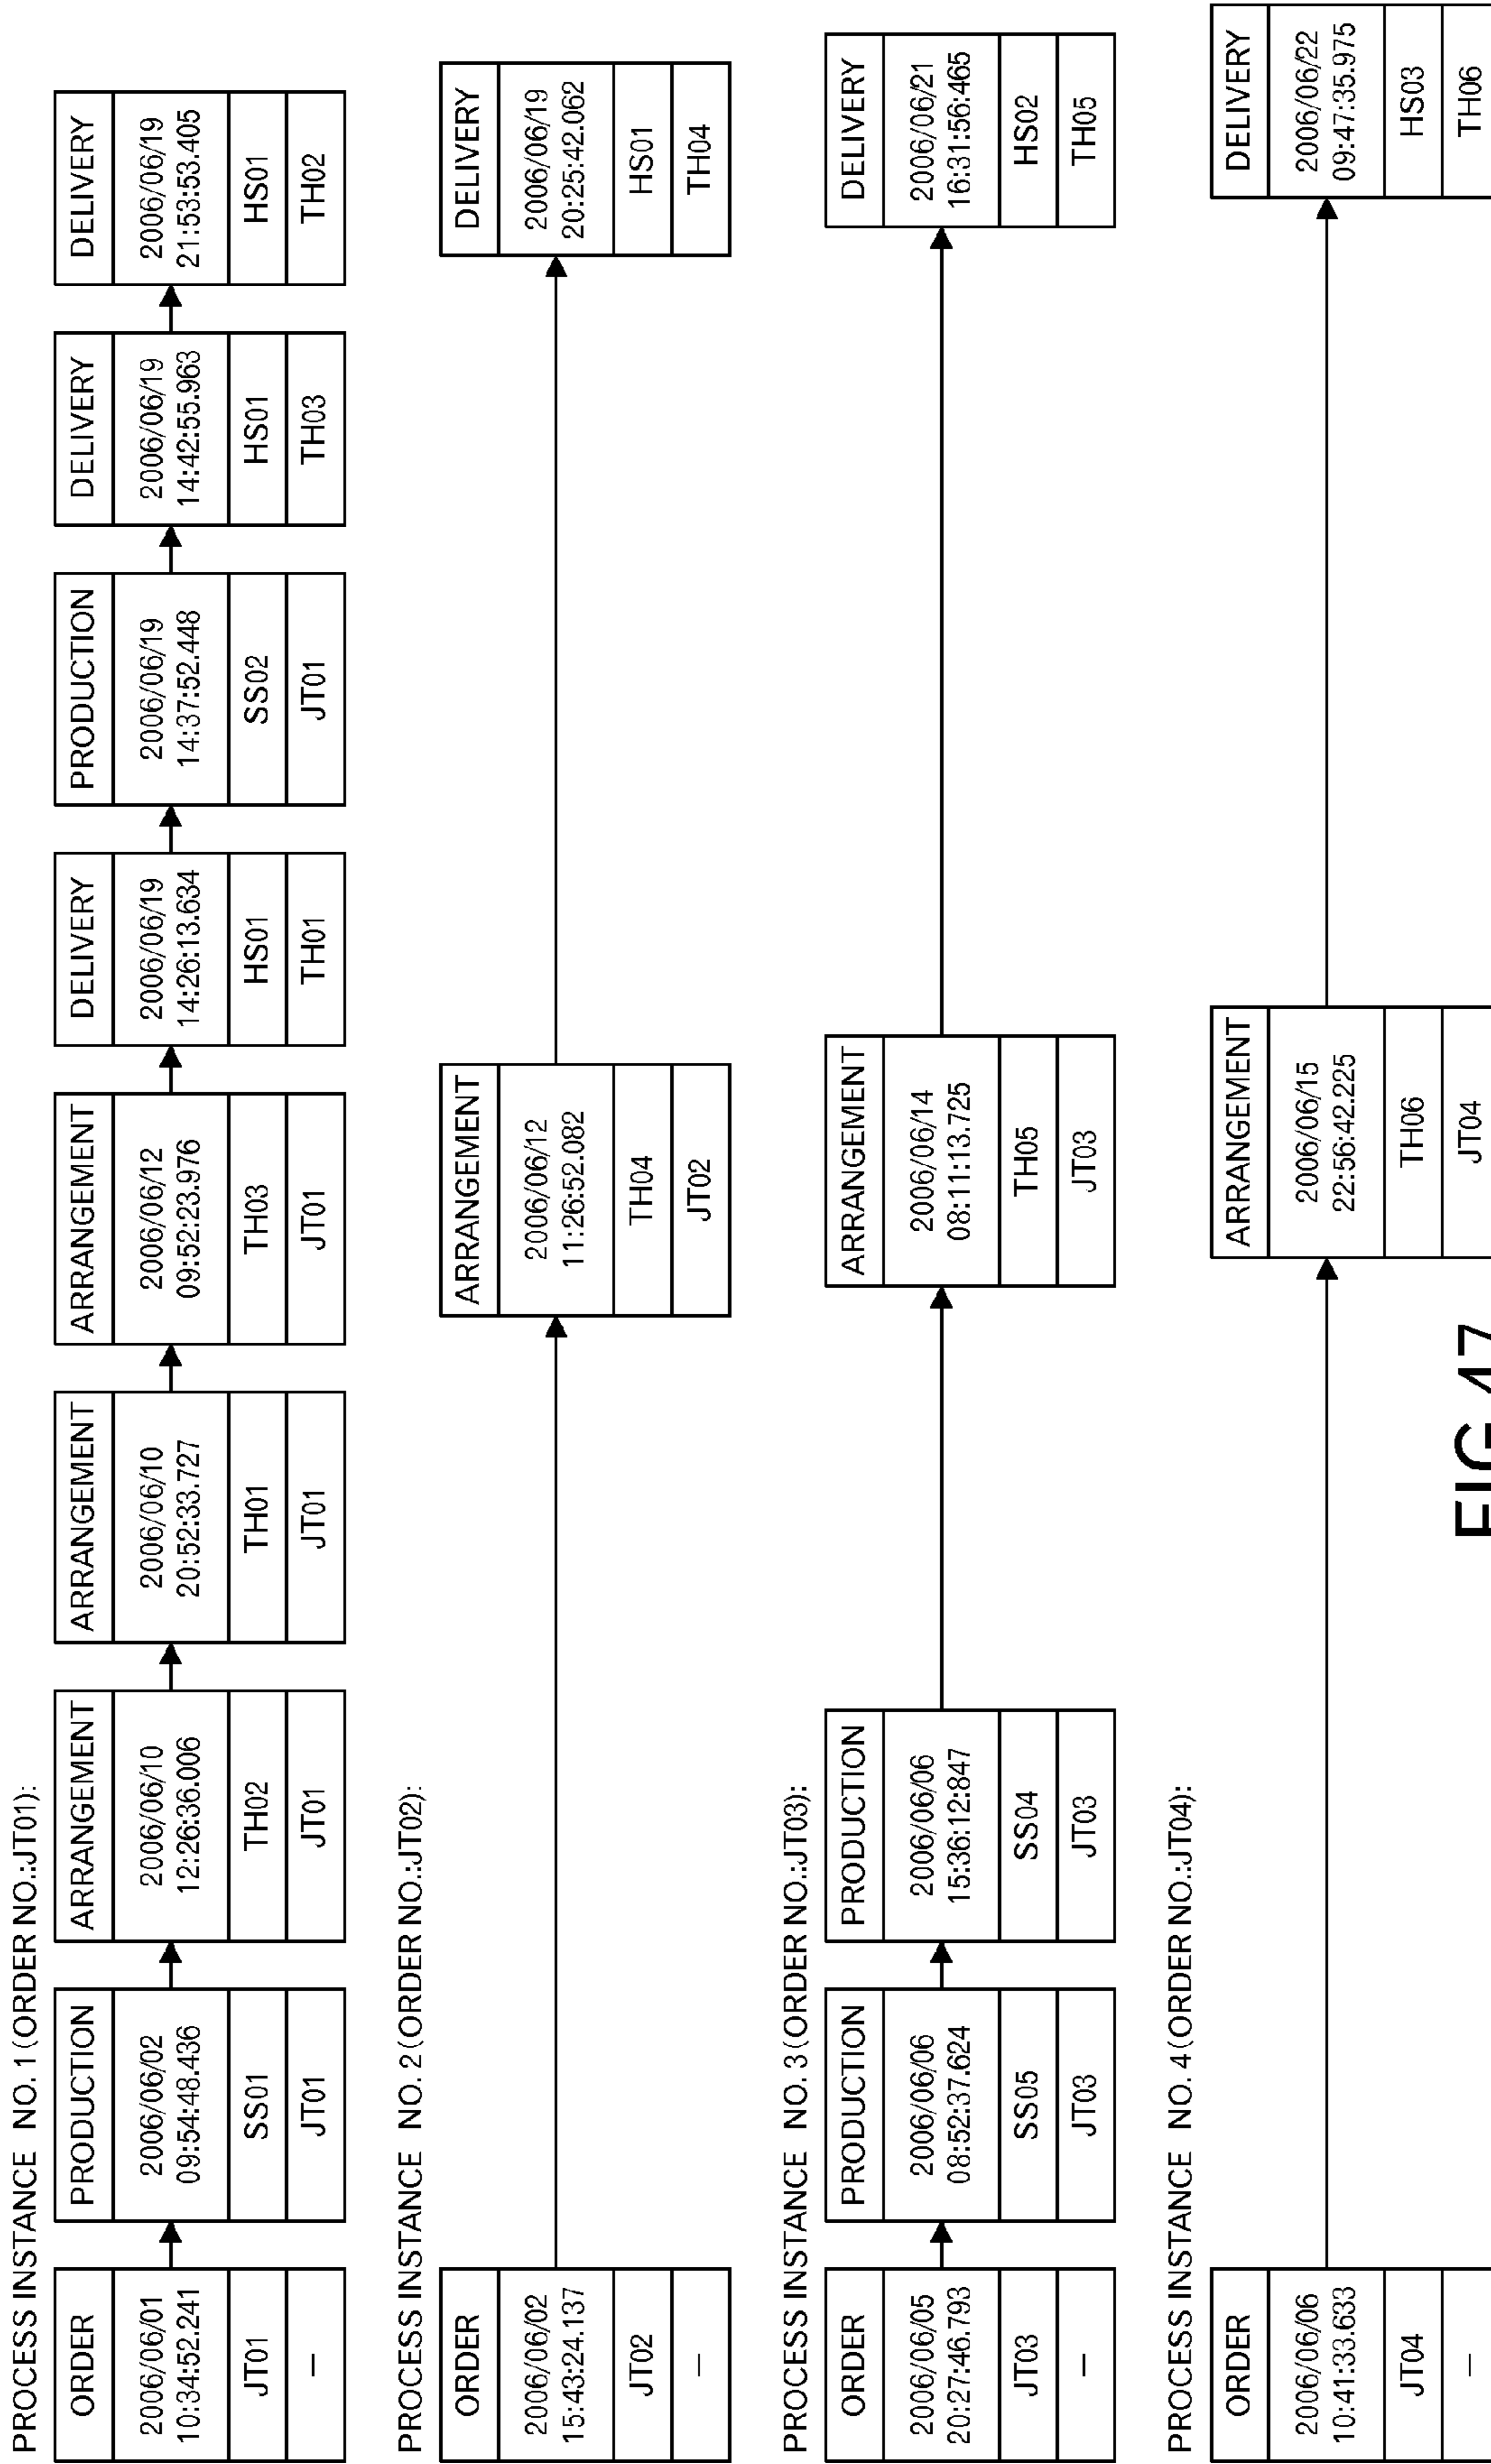 PROCESS INSTANCE NO. 1 (ORDER NO.:JT01):
ORDER
2006/06/01
10:34:52.241
JT01
–
PRODUCTION
2006/06/02
09:54:48.436
SS01
JT01
ARRANGEMENT
2006/06/10
12:26:36.006
TH02
JT01
ARRANGEMENT
2006/06/10
20:52:33.727
TH01
JT01
ARRANGEMENT
2006/06/12
09:52:23.976
TH03
JT01
DELIVERY
2006/06/19
14:26:13.634
HS01
TH01
PRODUCTION
2006/06/19
14:37:52.448
SS02
JT01
DELIVERY
2006/06/19
14:42:55.963
HS01
TH03
DELIVERY
2006/06/19
21:53:53.405
HS01
TH02
PROCESS INSTANCE NO. 2 (ORDER NO.:JT02):
ORDER
2006/06/02
15:43:24.137
JT02
–
ARRANGEMENT
2006/06/12
11:26:52.082
TH04
JT02
DELIVERY
2006/06/19
20:25:42.062
HS01
TH04
PROCESS INSTANCE NO. 3 (ORDER NO.:JT03):
ORDER
2006/06/05
20:27:46.793
JT03
–
PRODUCTION
2006/06/06
08:52:37.624
SS05
JT03
PRODUCTION
2006/06/06
15:36:12:847
SS04
JT03
ARRANGEMENT
2006/06/14
08:11:13.725
TH05
JT03
DELIVERY
2006/06/21
16:31:56:465
HS02
TH05
PROCESS INSTANCE NO. 4 (ORDER NO.:JT04):
ORDER
2006/06/06
10:41:33.633
JT04
–
ARRANGEMENT
2006/06/15
22:56:42.225
TH06
JT04
DELIVERY
2006/06/22
09:47:35.975
HS03
TH06
FIG.47